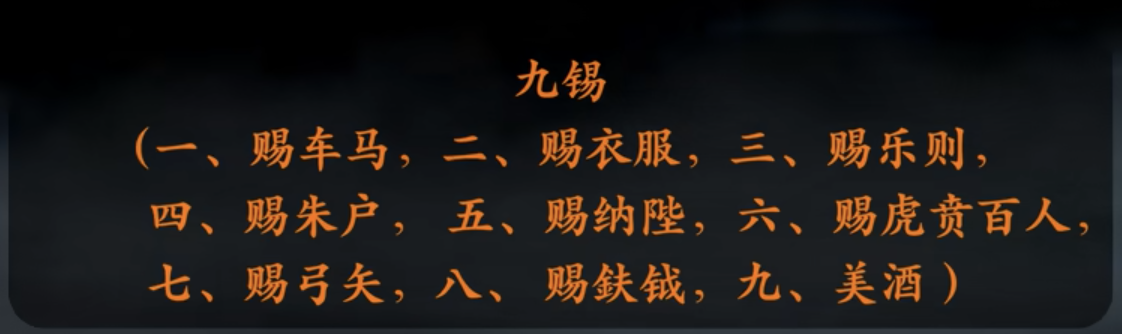 九锡
(一、赐车马，二、赐衣服，三、赐乐则，
四、赐朱户， 五、赐纳陛，六、赐虎贲百人，
七、赐弓矢，八、 赐鈇钺，九、美酒 )